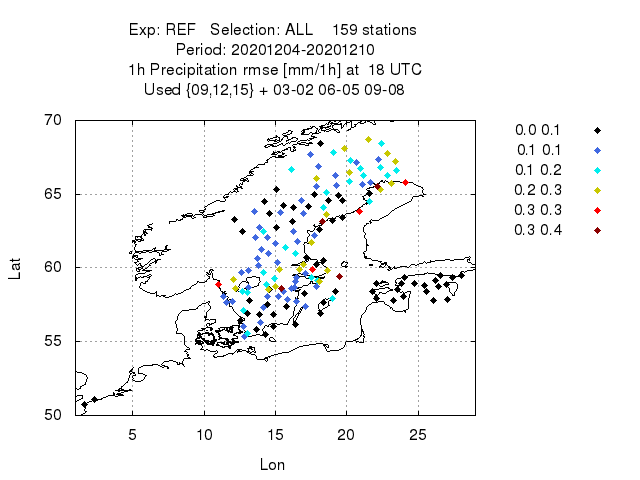 Exp: REF Selection: ALL 159 stations
Period: 20201204-20201210
1h Precipitation rmse [mm/1h] at 18 UTC
Used {09,12,15} + 03-02 06-05 09-08
70
65
60
55
50
Lat
5 10 15 20 25
Lon
0.0 0.1
0.1 0.1
0.1 0.2
0.2 0.3
0.3 0.3
0.3 0.4